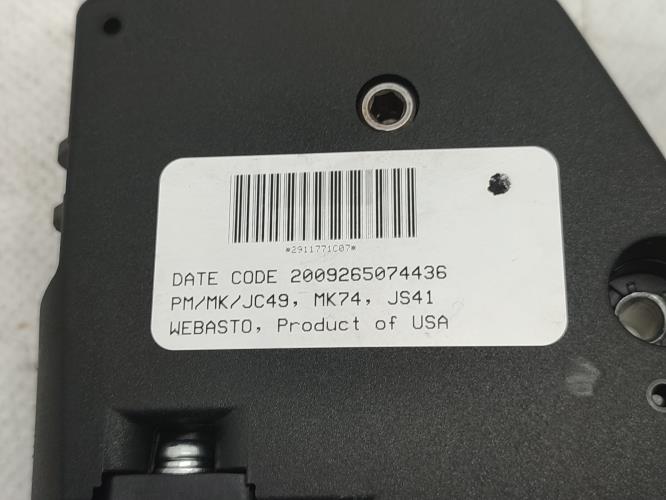 *2911771C07*
DATE CODE 2009265074436
PM/MK/JC49, MK74, JS41
WEBASTO, Product of USA